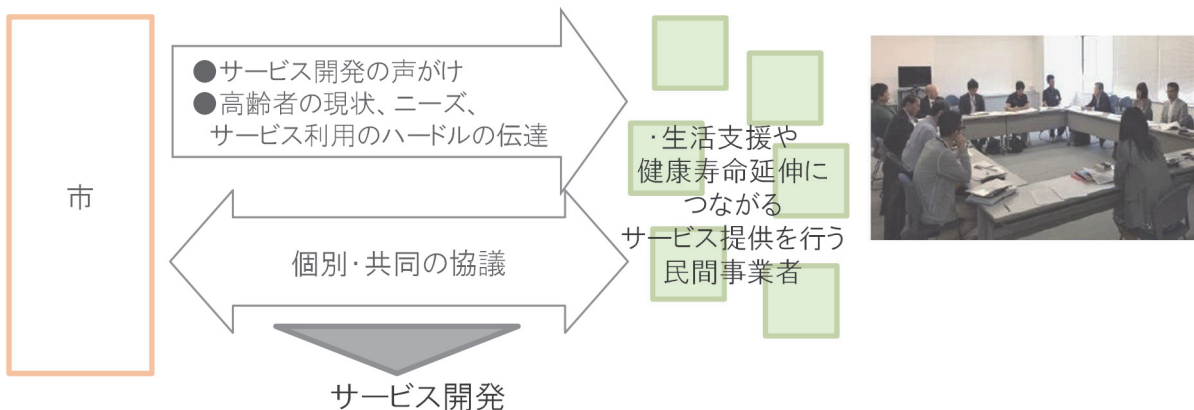 市
●サービス開発の声がけ
●高齢者の現状、ニーズ、
サービス利用のハードルの伝達
個別・共同の協議
サービス開発
・生活支援や
健康寿命延伸に
つながる
サービス提供を行う
民間事業者